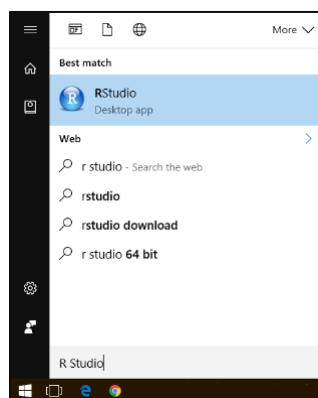 More
Best match
RStudio
Desktop app
Web
r studio - Search the web
rstudio
rstudio download
r studio 64 bit
R Studio